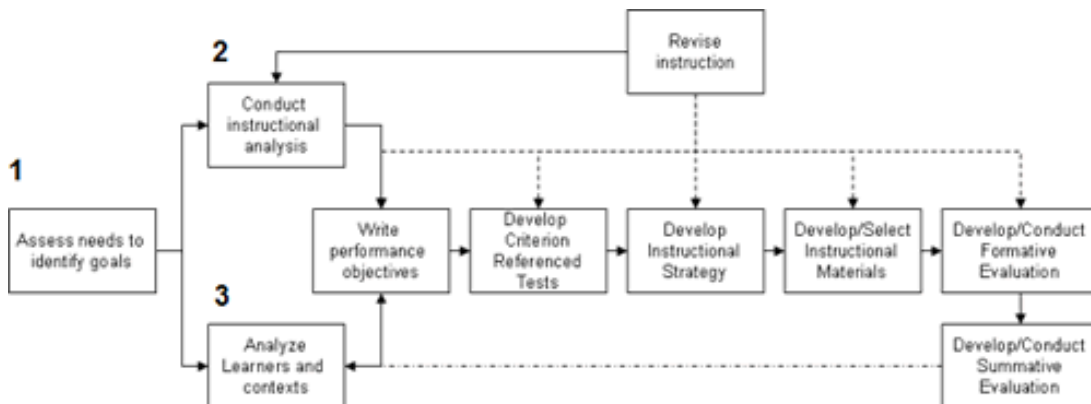 2
Revise
instruction
Conduct
instructional
analysis
1
Assess needs to
identify goals
Write
performance
objectives
Develop
Criterion
Referenced
Tests
Develop
Instructional
Strategy
Develop/Select
Instructional
Materials
Develop/Conduct
Formative
Evaluation
3
Analyze
Learners and
contexts
Develop/Conduct
Summative
Evaluation